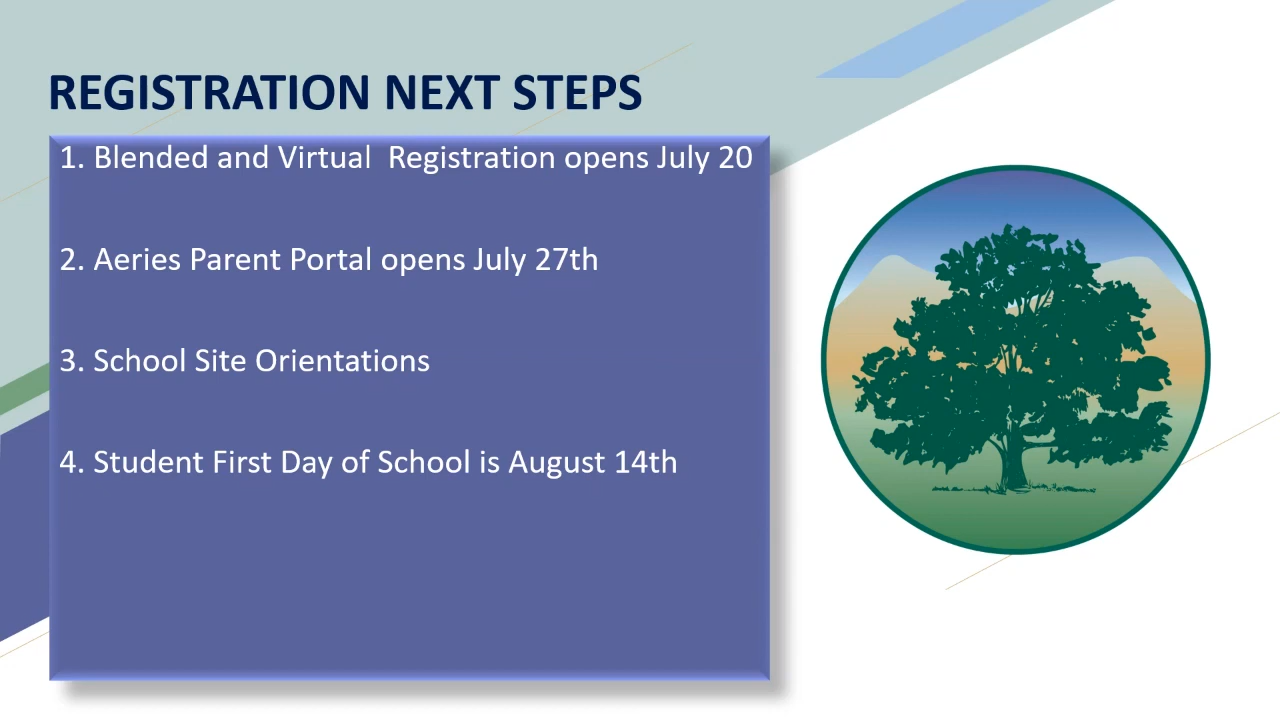 REGISTRATION NEXT STEPS
1. Blended and Virtual  Registration opens July 20
2. Aeries Parent Portal opens July 27th
3. School Site Orientations
4. Student First Day of School is August 14th